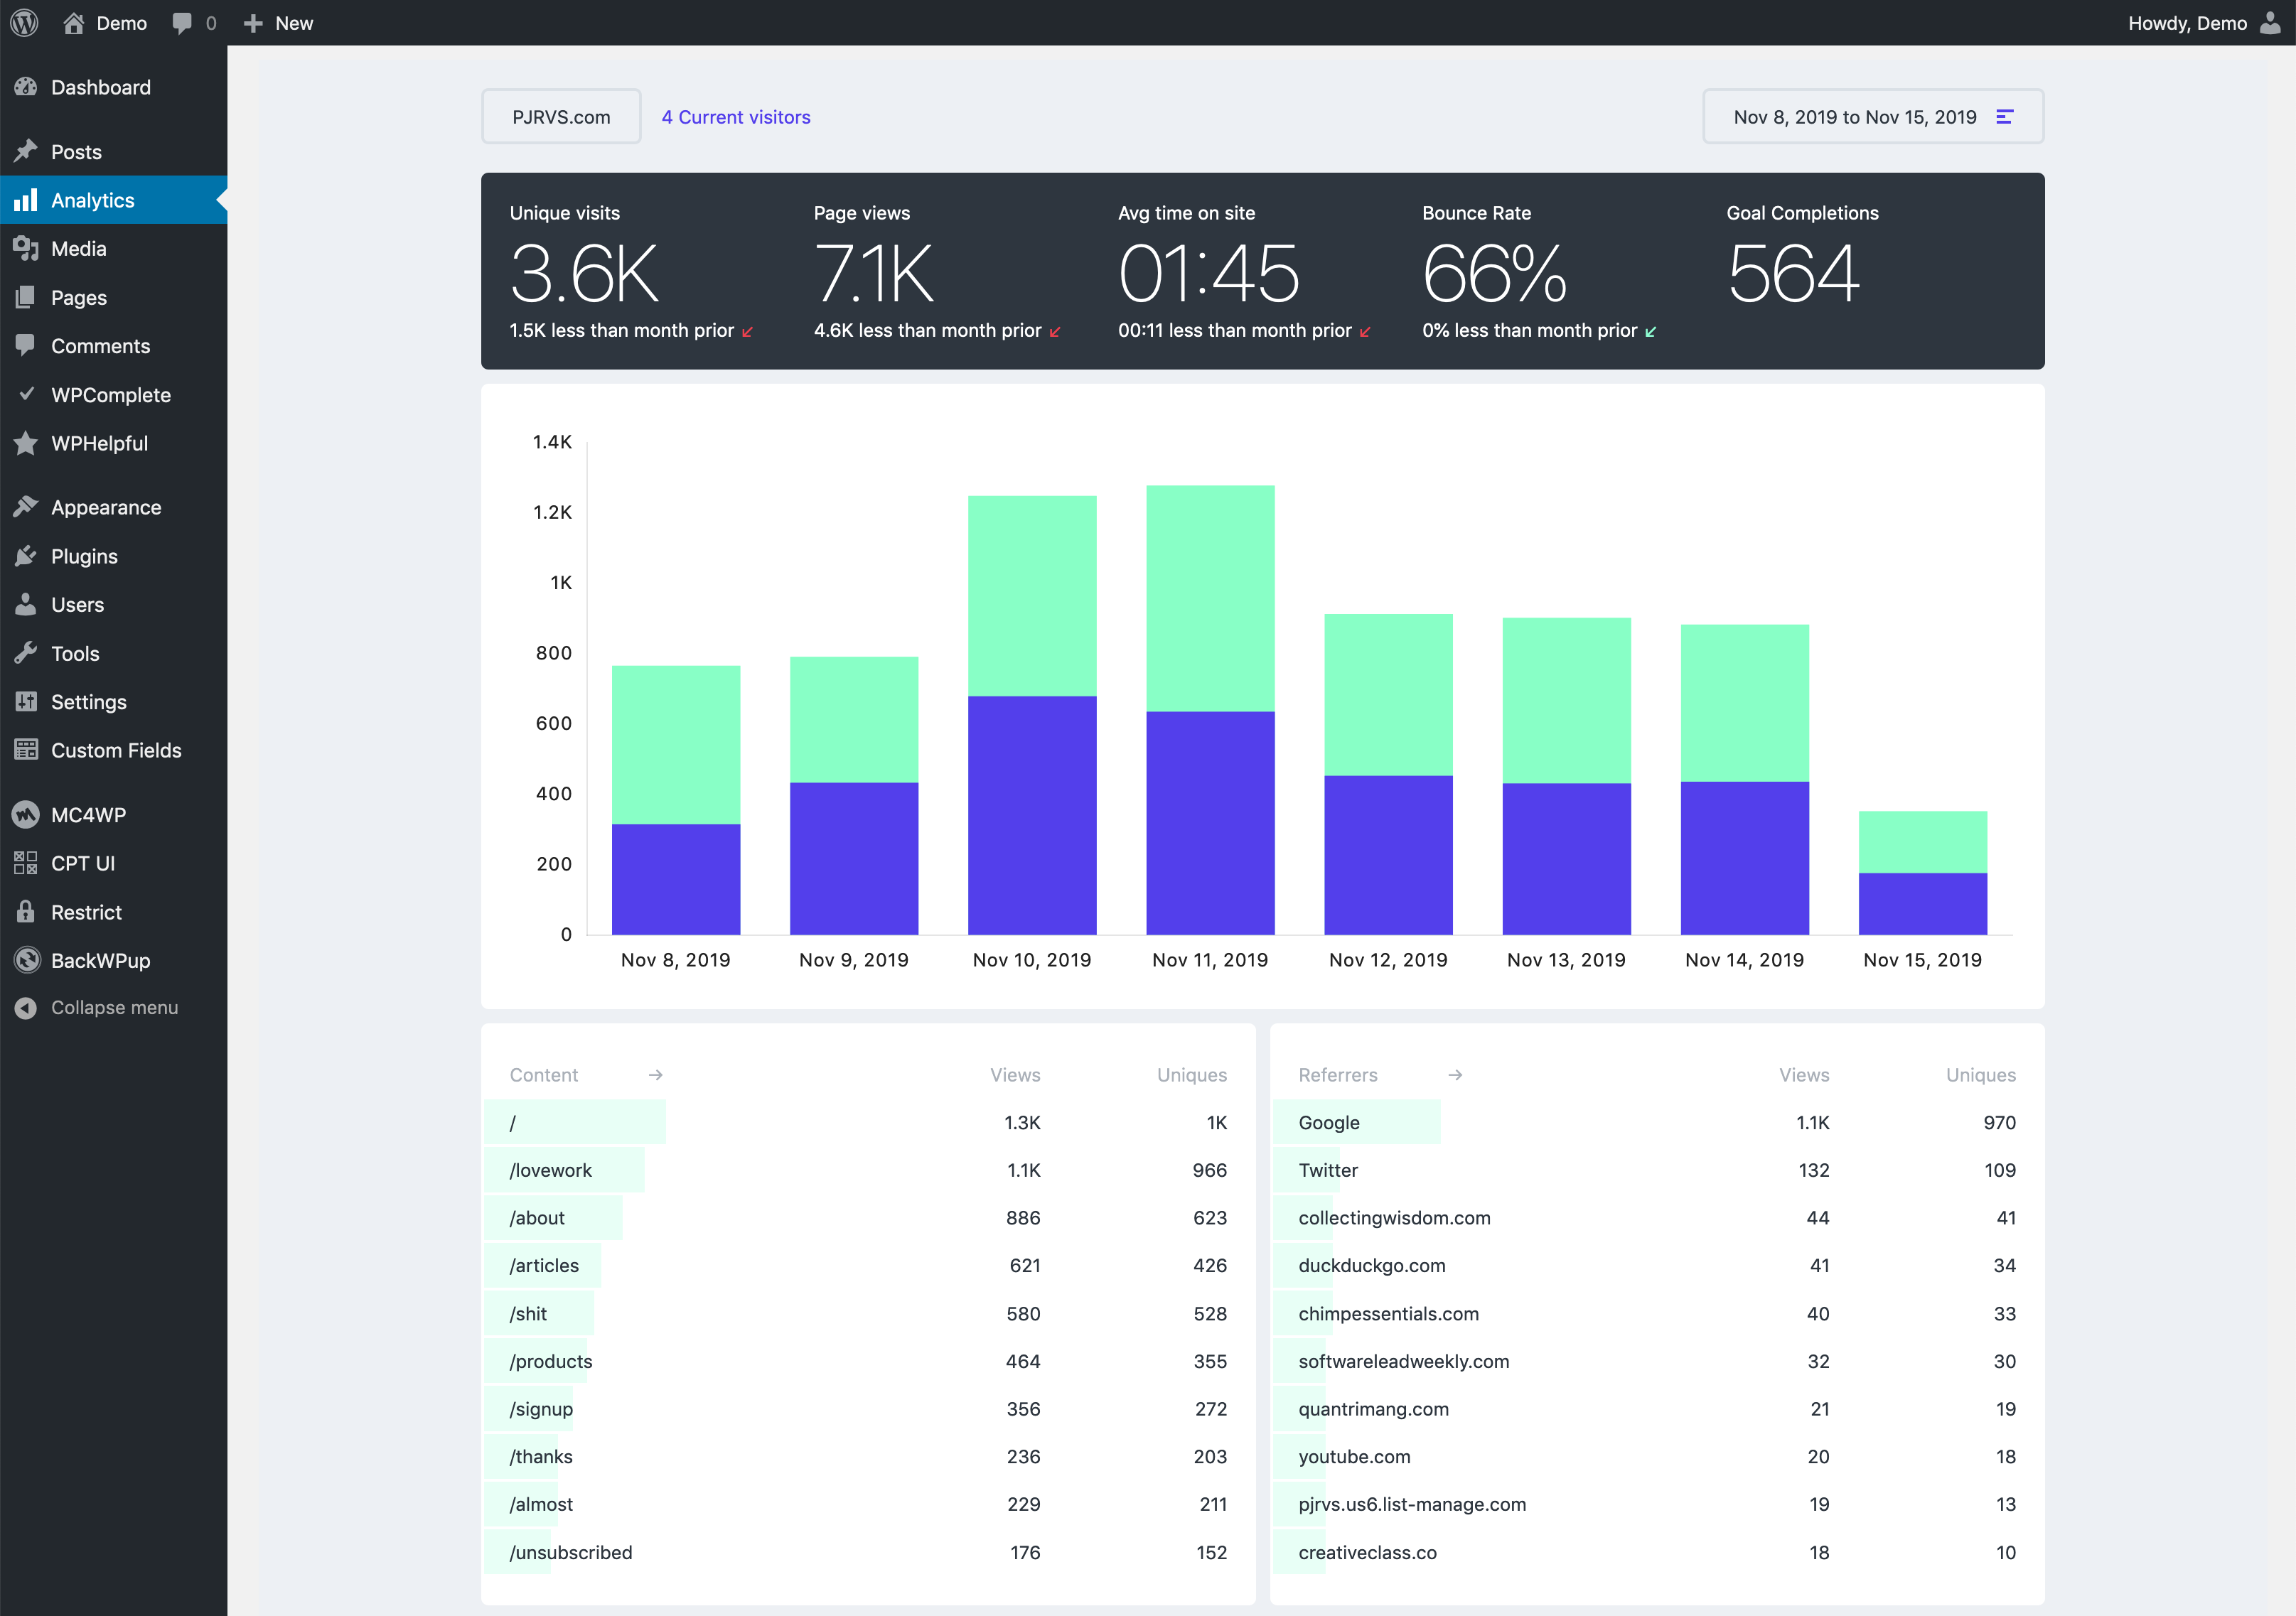 Demo 0 New Howdy, Demo
Dashboard
Posts
Analytics
Media
Pages
Comments
WPComplete
WPHelpful
Appearance
Plugins
Users
Tools
Settings
Custom Fields
MC4WP
CPT UI
Restrict
BackWPup
Collapse menu
PJRVS.com 4 Current visitors Nov 8, 2019 to Nov 15, 2019
Unique visits Page views Avg time on site Bounce Rate Goal Completions
3.6K 7.1K 01:45 66% 564
1.5K less than month prior 4.6K less than month prior 00:11 less than month prior 0% less than month prior
1.4K
1.2K
1K
800
600
400
200
0
Nov 8, 2019 Nov 9, 2019 Nov 10, 2019 Nov 11, 2019 Nov 12, 2019 Nov 13, 2019 Nov 14, 2019 Nov 15, 2019
Content → Views Uniques
/ 1.3K 1K
/lovework 1.1K 966
/about 886 623
/articles 621 426
/shit 580 528
/products 464 355
/signup 356 272
/thanks 236 203
/almost 229 211
/unsubscribed 176 152
Referrers → Views Uniques
Google 1.1K 970
Twitter 132 109
collectingwisdom.com 44 41
duckduckgo.com 41 34
chimpessentials.com 40 33
softwareleadweekly.com 32 30
quantrimang.com 21 19
youtube.com 20 18
pjrvs.us6.list-manage.com 19 13
creativeclass.co 18 10